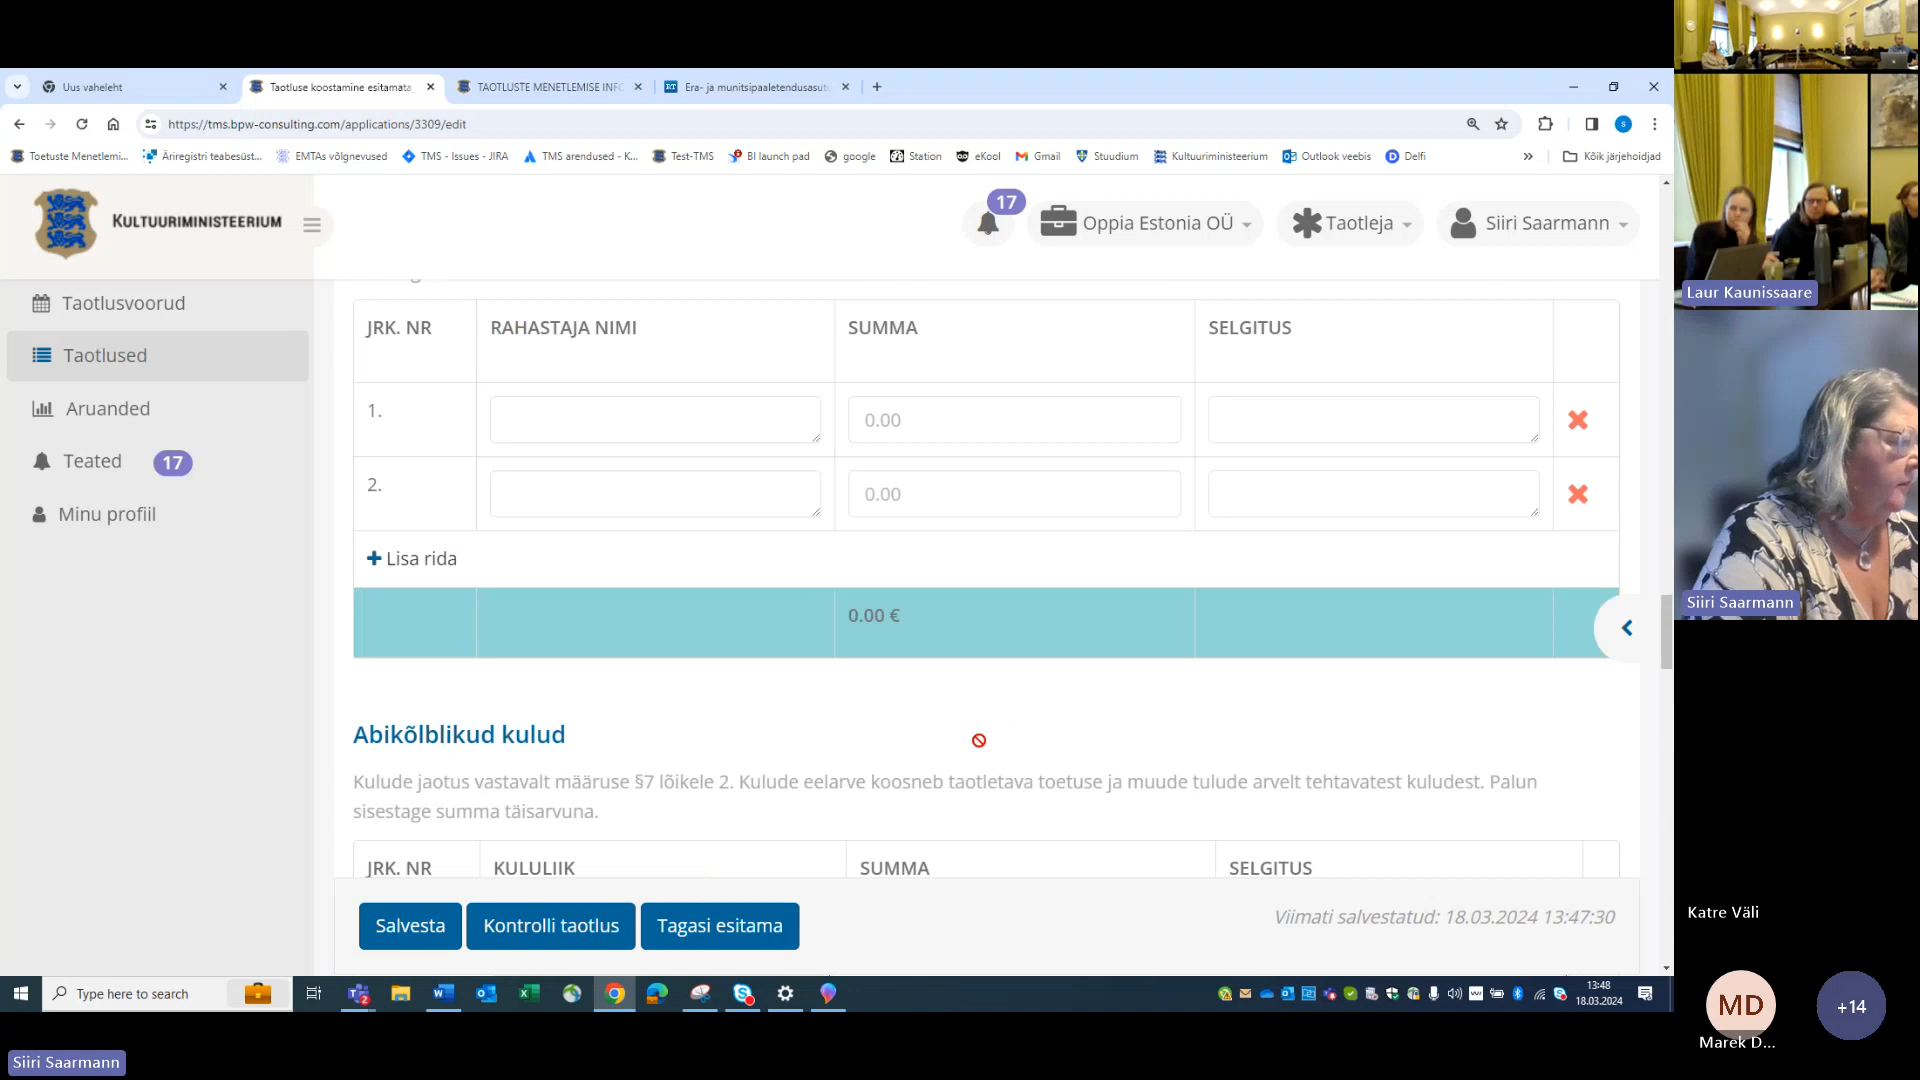 Uus vaheleht
Taotluse koostamine esitamata
TAOTLUSTE MENETLEMISE INFO
Era- ja munitsipaaletendusasutu
https://tms.bpw-consulting.com/applications/3309/edit
S
Toetuste Menetlemi...
Äriregistri teabesüst...
EMTAs võlgnevused
TMS - Issues - JIRA
TMS arendused - K...
Test-TMS
BI launch pad
google
Station
eKool
Gmail
Stuudium
Kultuuriministeerium
Outlook veebis
Delfi
Kõik järjehoidjad
KULTUURIMINISTEERIUM
17
Oppia Estonia OÜ
Taotleja
Siiri Saarmann
Taotlusvoorud
Taotlused
Aruanded
Teated 17
Minu profiil
JRK. NR RAHASTAJA NIMI SUMMA SELGITUS
1. 0.00
2. 0.00
Lisa rida
0.00 €
Abikõlblikud kulud
Kulude jaotus vastavalt määruse §7 lõikele 2. Kulude eelarve koosneb taotletava toetuse ja muude tulude arvelt tehtavatest kuludest. Palun
sisestage summa täisarvuna.
JRK. NR KULULIIK SUMMA SELGITUS
Salvesta
Kontrolli taotlus
Tagasi esitama
Viimati salvestatud: 18.03.2024 13:47:30
Type here to search
13:48
18.03.2024
Laur Kaunissaare
Siiri Saarmann
Katre Väli
MD
Marek D...
+14
Siiri Saarmann